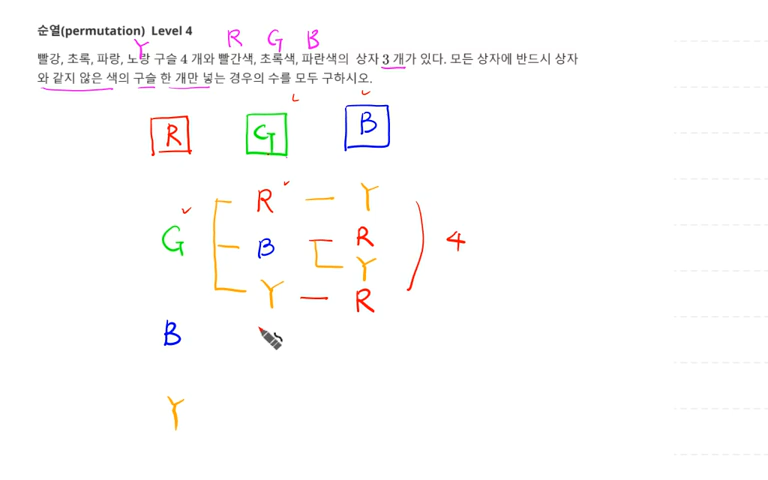 순열(permutation) Level 4
Y R G B
빨강, 초록, 파랑, 노랑 구슬 4 개와 빨간색, 초록색, 파란색의 상자 3 개가 있다. 모든 상자에 반드시 상자
와 같지 않은 색의 구슬 한 개만 넣는 경우의 수를 모두 구하시오.
R G B
R Y
G B R 4
Y
Y R
B
Y